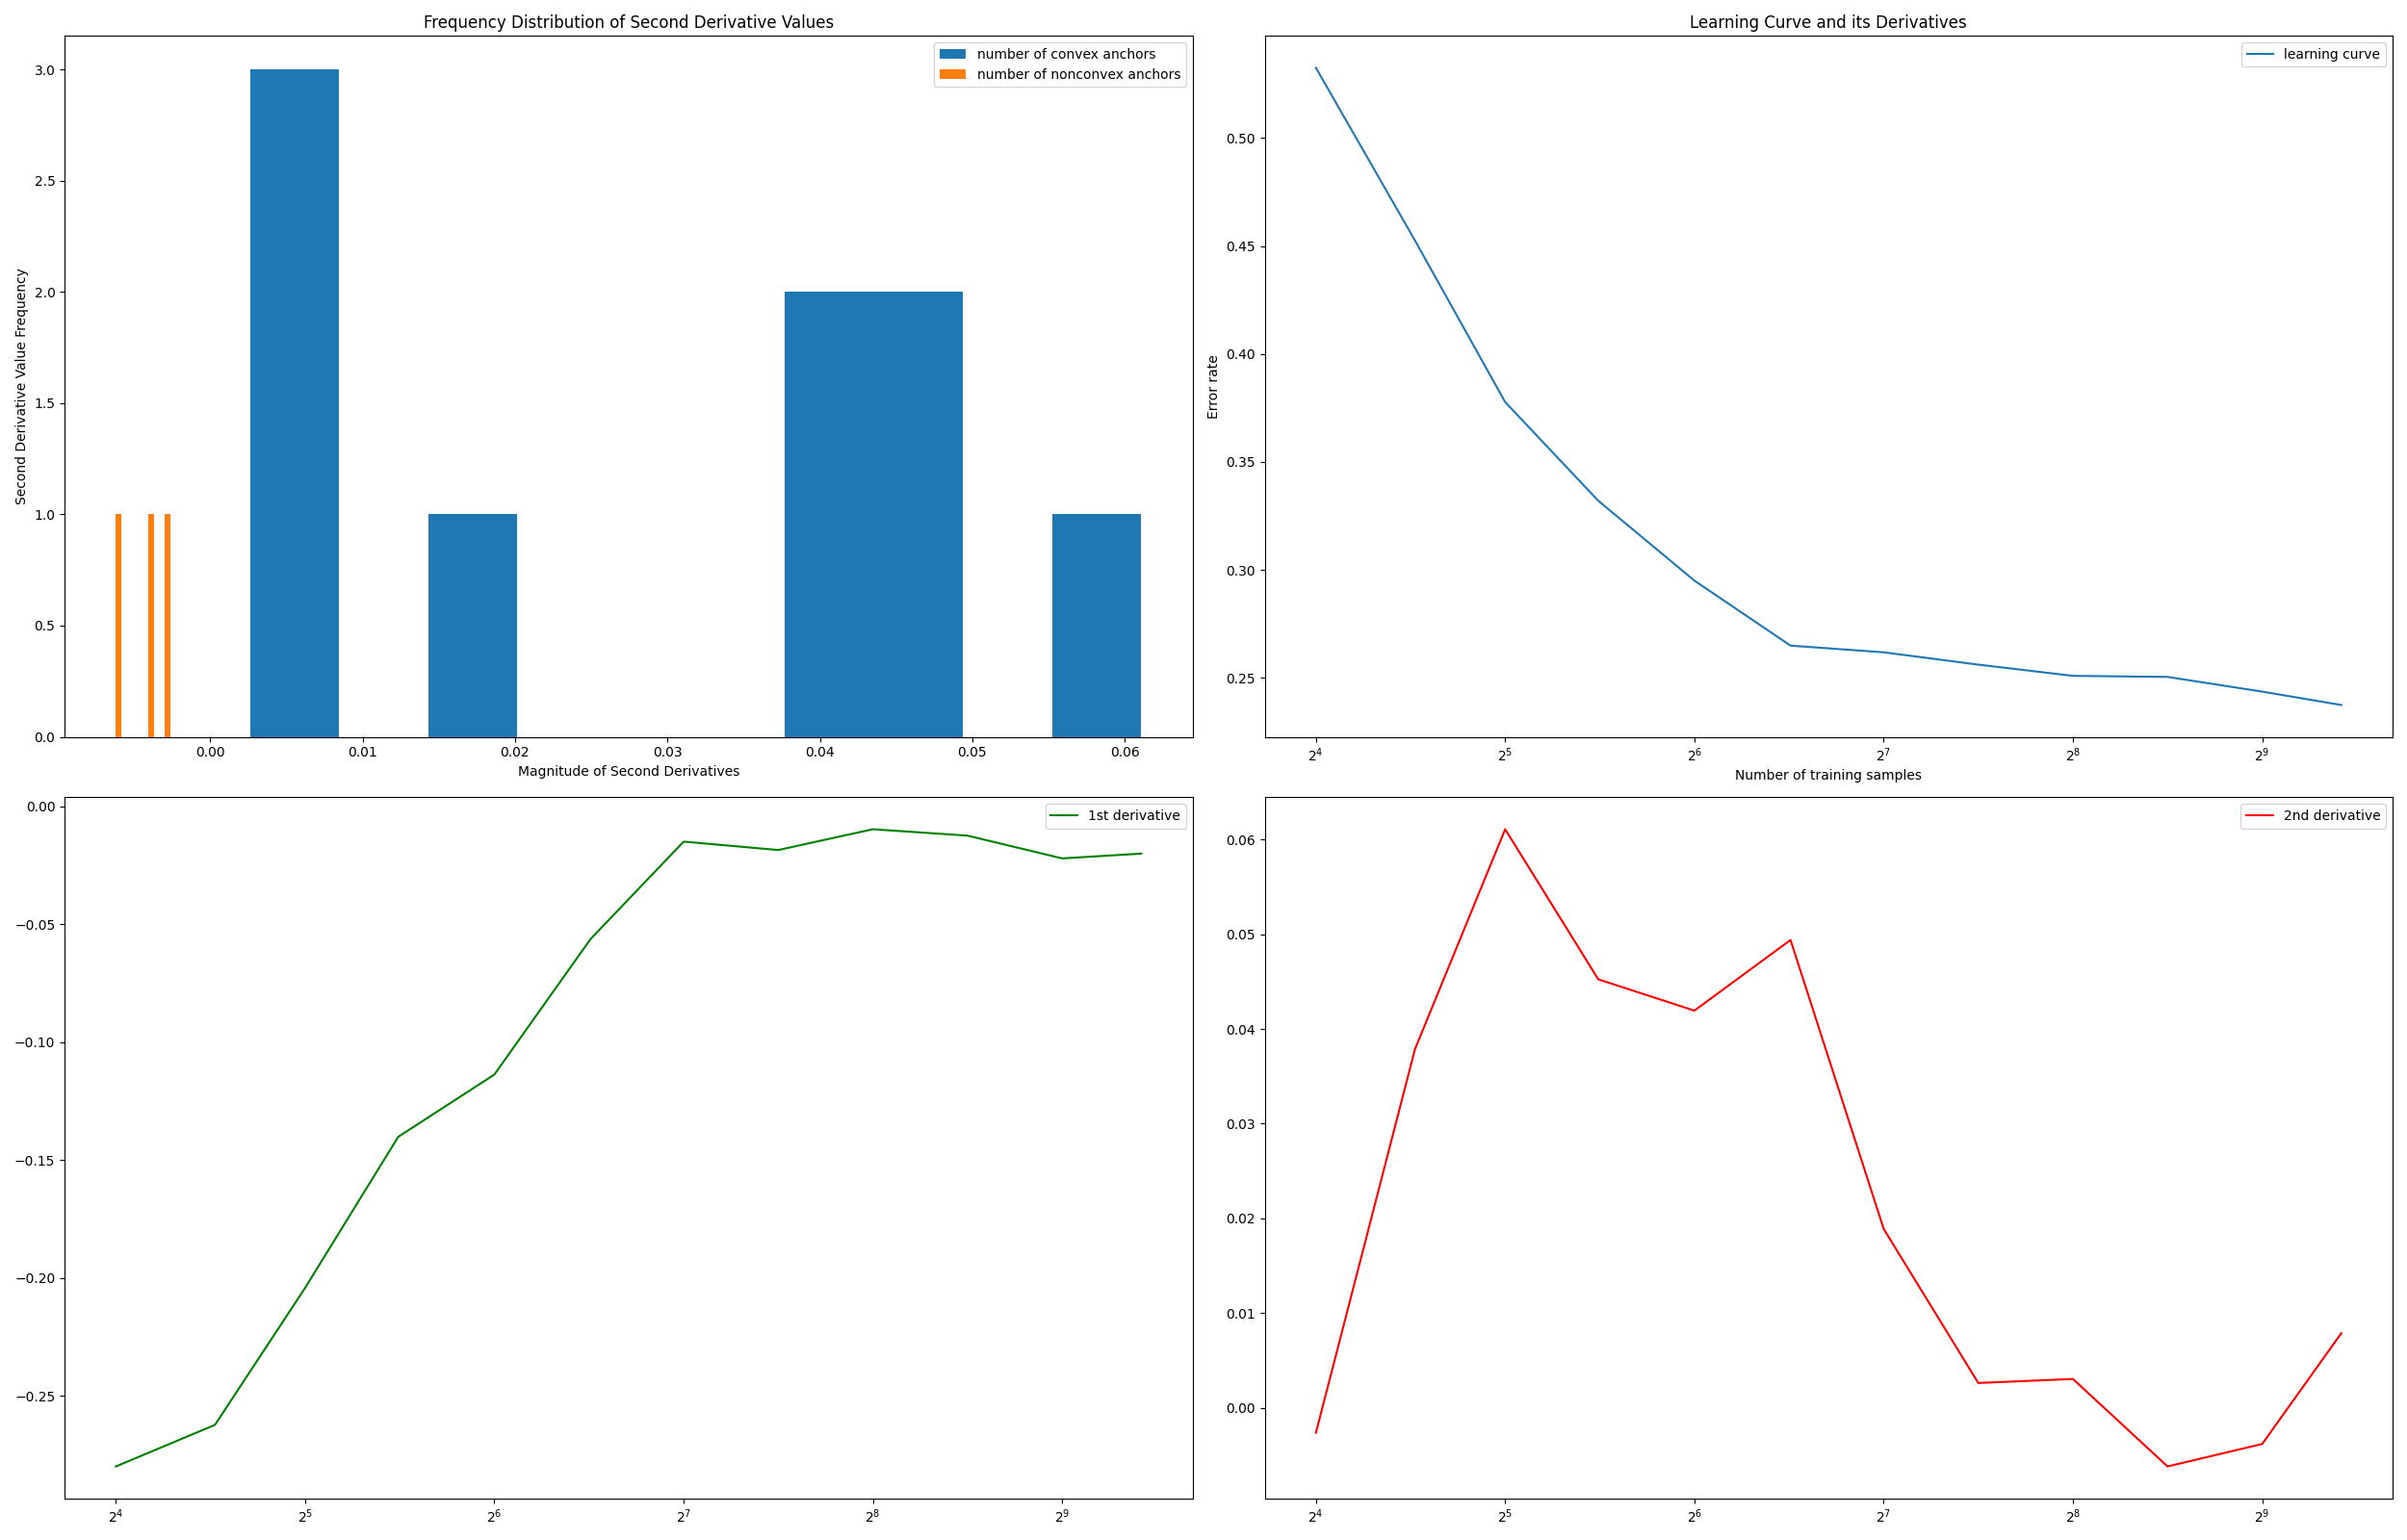 Frequency Distribution of Second Derivative Values
number of convex anchors
number of nonconvex anchors
Second Derivative Value Frequency
3.0
2.5
2.0
1.5
1.0
0.5
0.0
0.00 0.01 0.02 0.03 0.04 0.05 0.06
Magnitude of Second Derivatives
Learning Curve and its Derivatives
learning curve
Error rate
0.50
0.45
0.40
0.35
0.30
0.25
2⁴ 2⁵ 2⁶ 2⁷ 2⁸ 2⁹
Number of training samples
1st derivative
0.00
−0.05
−0.10
−0.15
−0.20
−0.25
2⁴ 2⁵ 2⁶ 2⁷ 2⁸ 2⁹
2nd derivative
0.06
0.05
0.04
0.03
0.02
0.01
0.00
2⁴ 2⁵ 2⁶ 2⁷ 2⁸ 2⁹